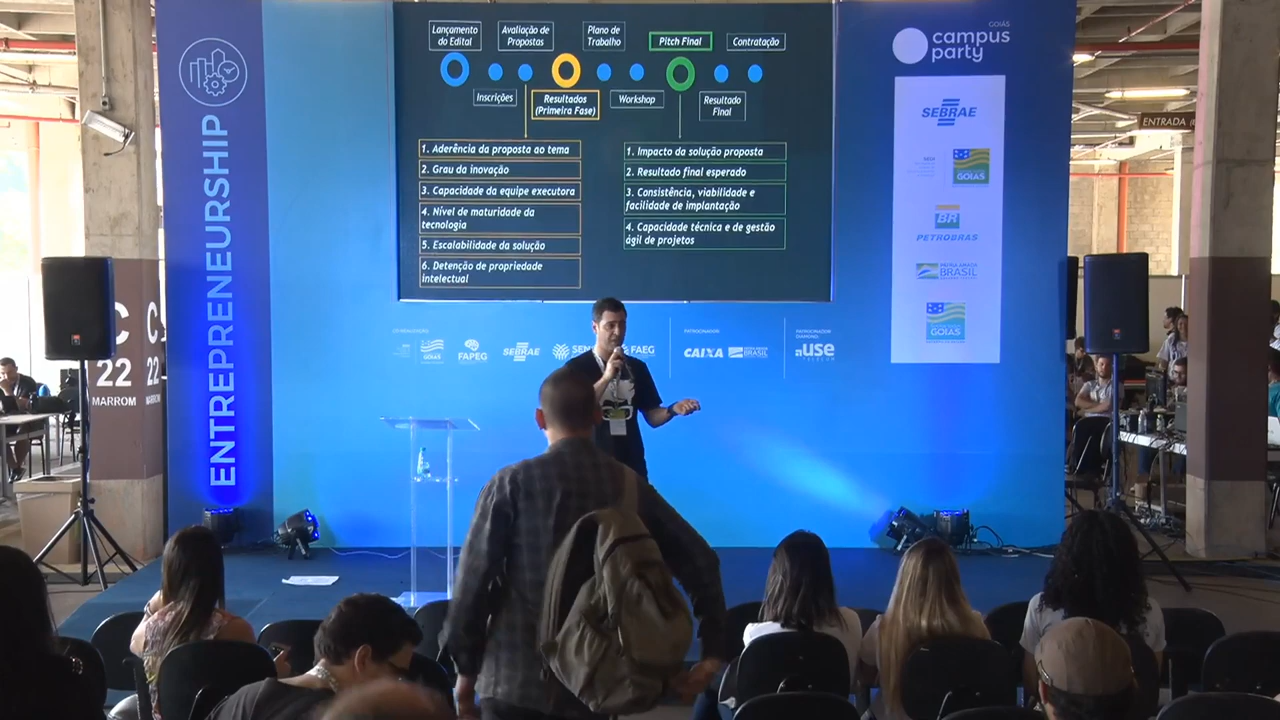 ENTREPRENEURSHIP
Lançamento
do Edital
Avaliação de
Propostas
Plano de
Trabalho
Pitch Final
Contratação
Inscrições
Resultados
(Primeira Fase)
Workshop
Resultado
Final
1. Aderência da proposta ao tema
2. Grau da inovação
3. Capacidade da equipe executora
4. Nível de maturidade da
tecnologia
5. Escalabilidade da solução
6. Detenção de propriedade
intelectual
1. Impacto da solução proposta
2. Resultado final esperado
3. Consistência, viabilidade e
facilidade de implantação
4. Capacidade técnica e de gestão
ágil de projetos
GOIÁS
campus
party
SEBRAE
GOIÁS
BR
PETROBRAS
PÁTRIA AMADA
BRASIL
GOIÁS
FAPEG
SEBRAE
FAEG
CAIXA
BRASIL
use
ENTRADA
C
22
MARROM
22